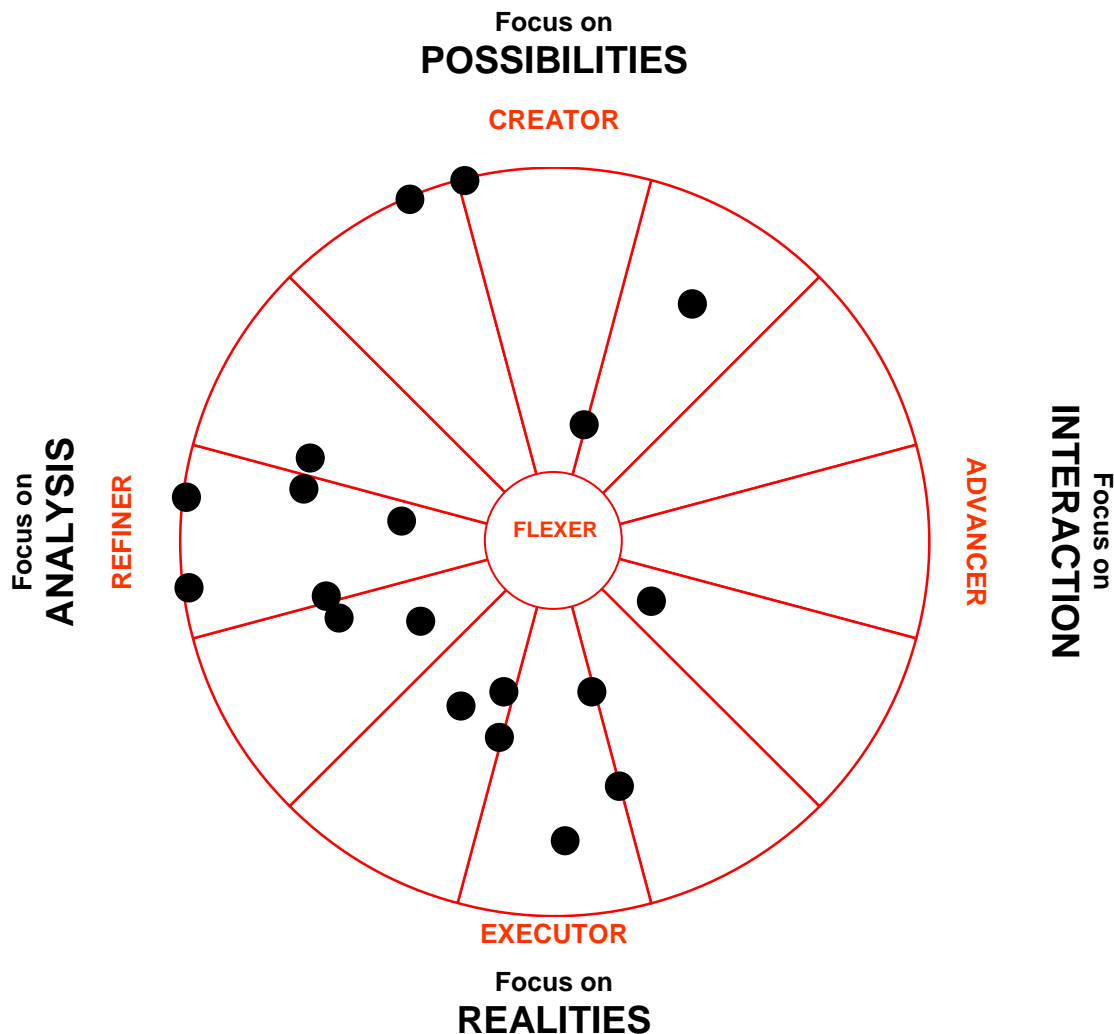 Focus on
POSSIBILITIES
CREATOR
Focus on
ANALYSIS
REFINER
FLEXER
ADVANCER
Focus on
INTERACTION
EXECUTOR
Focus on
REALITIES